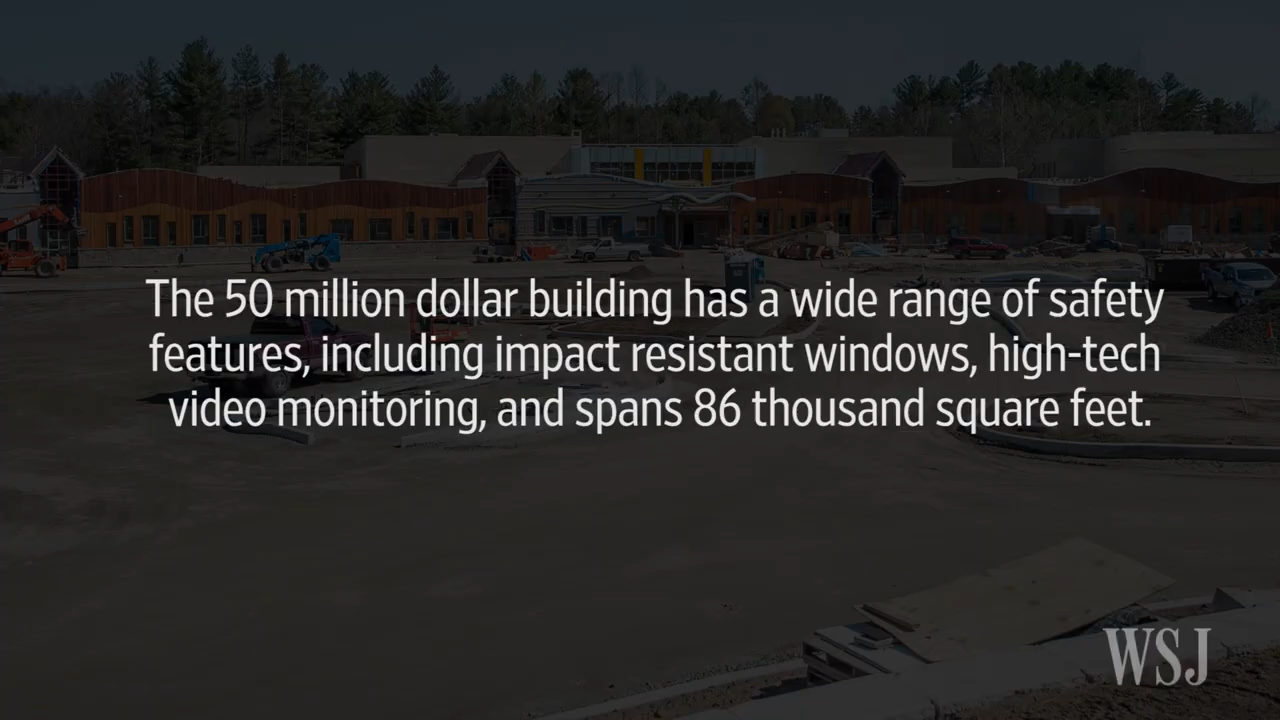 The 50 million dollar building has a wide range of safety
features, including impact resistant windows, high-tech
video monitoring, and spans 86 thousand square feet.
WSJ